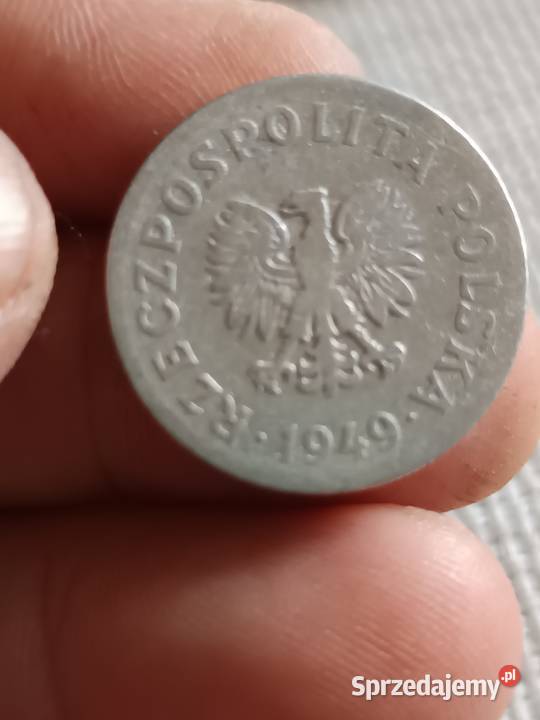 RZECZPOSPOLITA POLSKA
·1949·
Sprzedajemy.pl